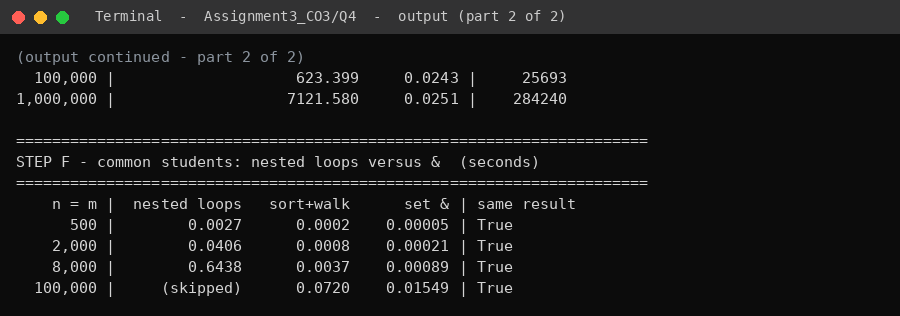 Terminal  -  Assignment3_CO3/Q4  -  output (part 2 of 2)
(output continued - part 2 of 2)
  100,000 |                    623.399     0.0243 |     25693
1,000,000 |                   7121.580     0.0251 |    284240
======================================================================
STEP F - common students: nested loops versus &  (seconds)
======================================================================
    n = m |  nested loops   sort+walk      set & | same result
      500 |        0.0027      0.0002    0.00005 | True
    2,000 |        0.0406      0.0008    0.00021 | True
    8,000 |        0.6438      0.0037    0.00089 | True
  100,000 |     (skipped)      0.0720    0.01549 | True